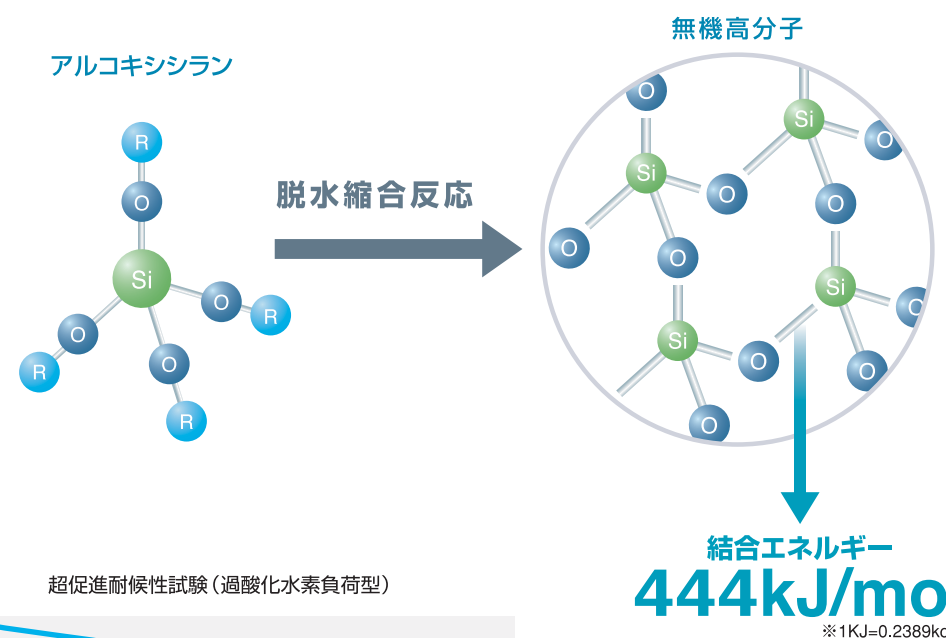 無機高分子
アルコキシシラン
R
O
Si
O
R
O
R
O
R
脱水縮合反応
O
Si
O
Si
O
O
O
O
Si
Si
O
O
O
O
結合エネルギー
444kJ/mo
超促進耐候性試験（過酸化水素負荷型）
※1KJ=0.2389kc